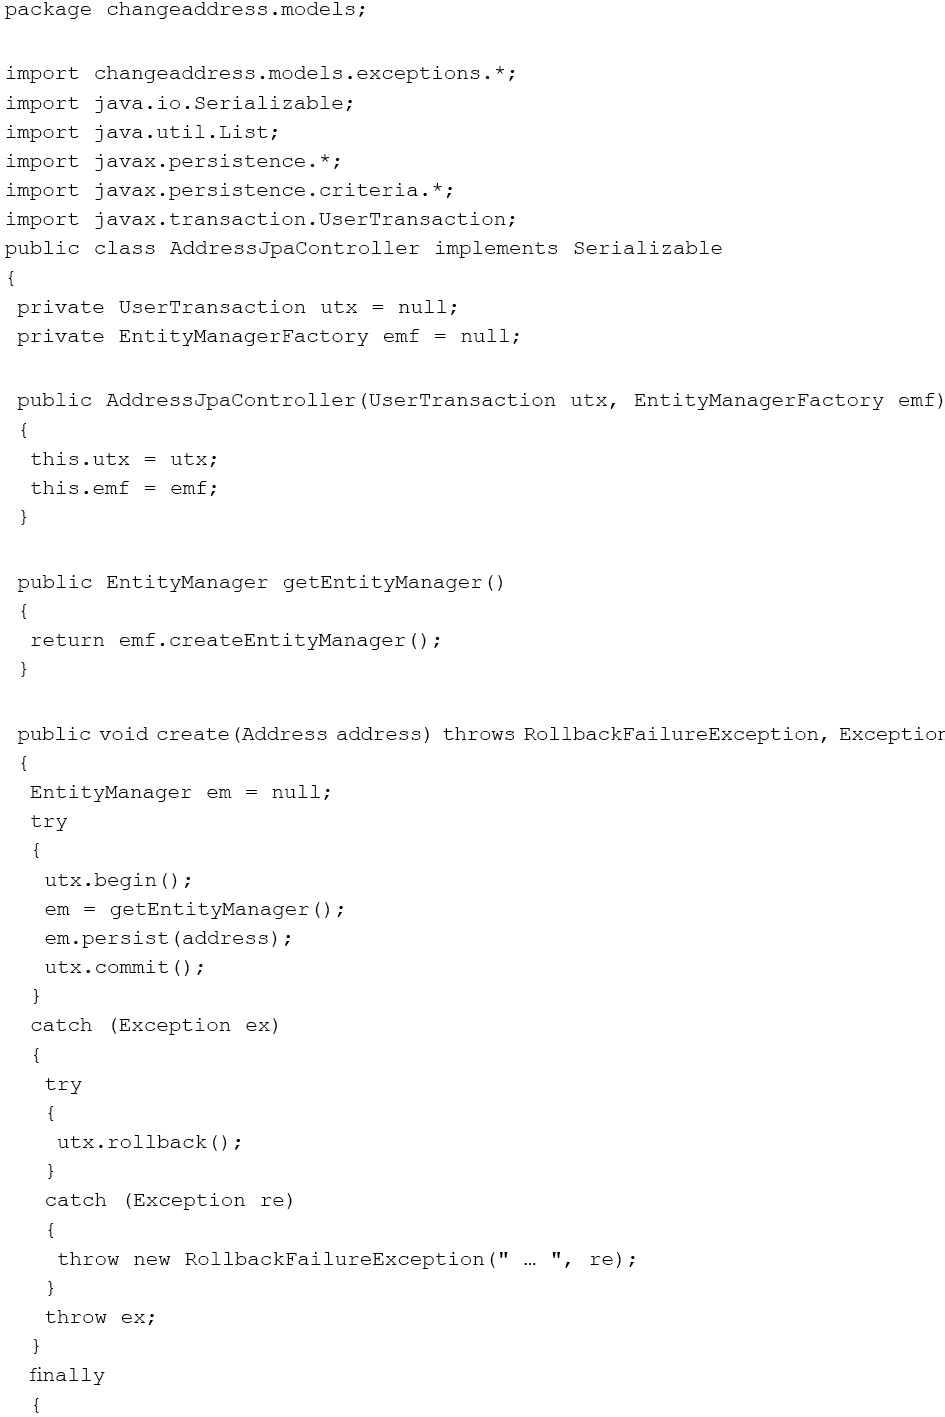 package changeaddress.models;
import changeaddress.models.exceptions.*;
import java.io.Serializable;
import java.util.List;
import javax.persistence.*;
import javax.persistence.criteria.*;
import javax.transaction.UserTransaction;
public class AddressJpaController implements Serializable
{
private UserTransaction utx = null;
private EntityManagerFactory emf = null;
public AddressJpaController(UserTransaction utx, EntityManagerFactory emf)
{
this.utx = utx;
this.emf = emf;
}
public EntityManager getEntityManager()
{
return emf.createEntityManager();
}
public void create(Address address) throws RollbackFailureException, Exception
{
EntityManager em = null;
try
{
utx.begin();
em = getEntityManager();
em.persist(address);
utx.commit();
}
catch (Exception ex)
{
try
{
utx.rollback();
}
catch (Exception re)
{
throw new RollbackFailureException(" … ", re);
}
throw ex;
}
finally
{